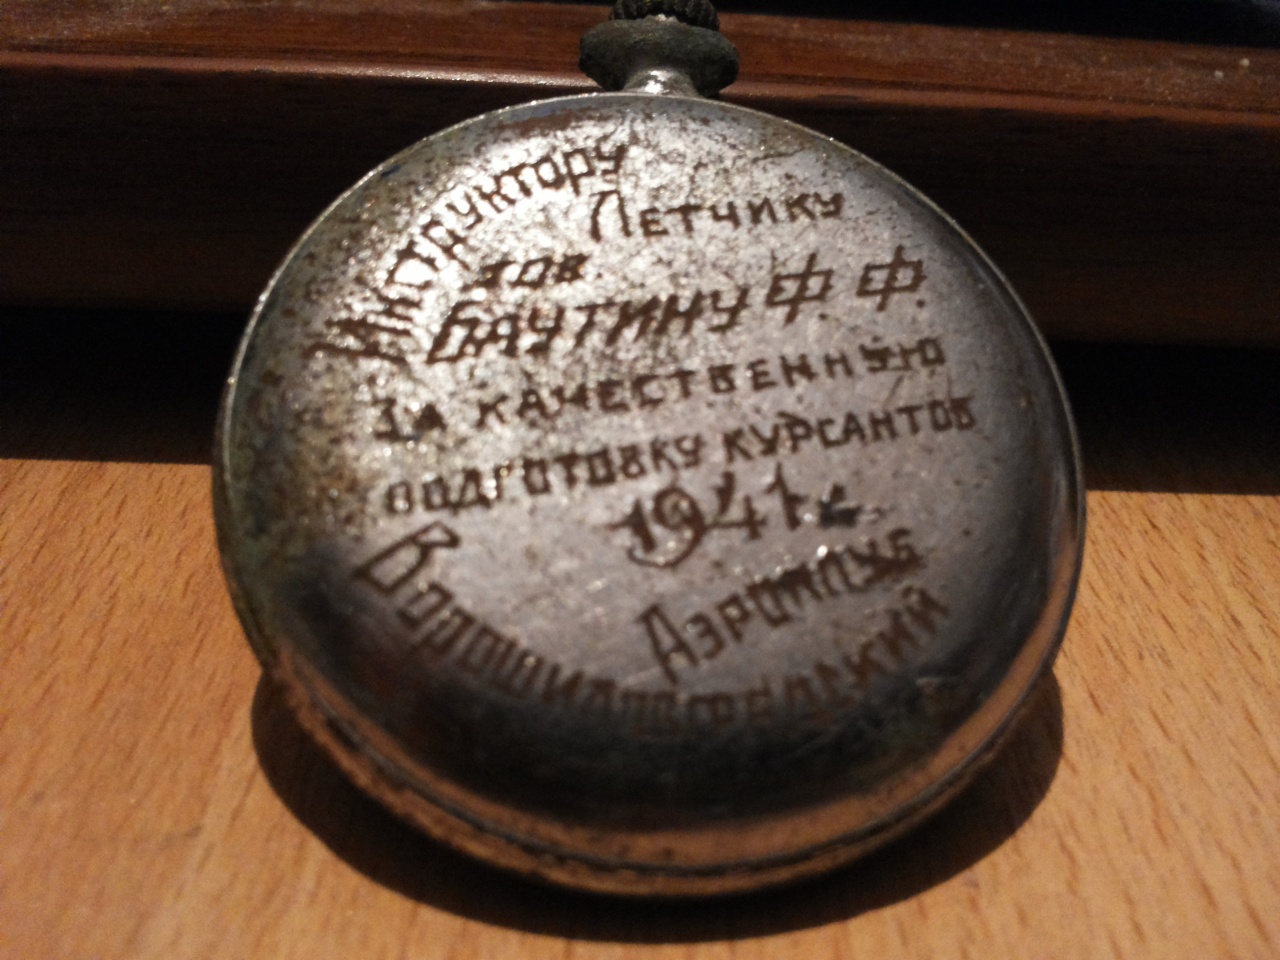 Инструктору
Летчику
тов.
Баутину Ф. Ф.
За качественную
подготовку курсантов
1941 г.
Аэроклуб
Ворошиловградский